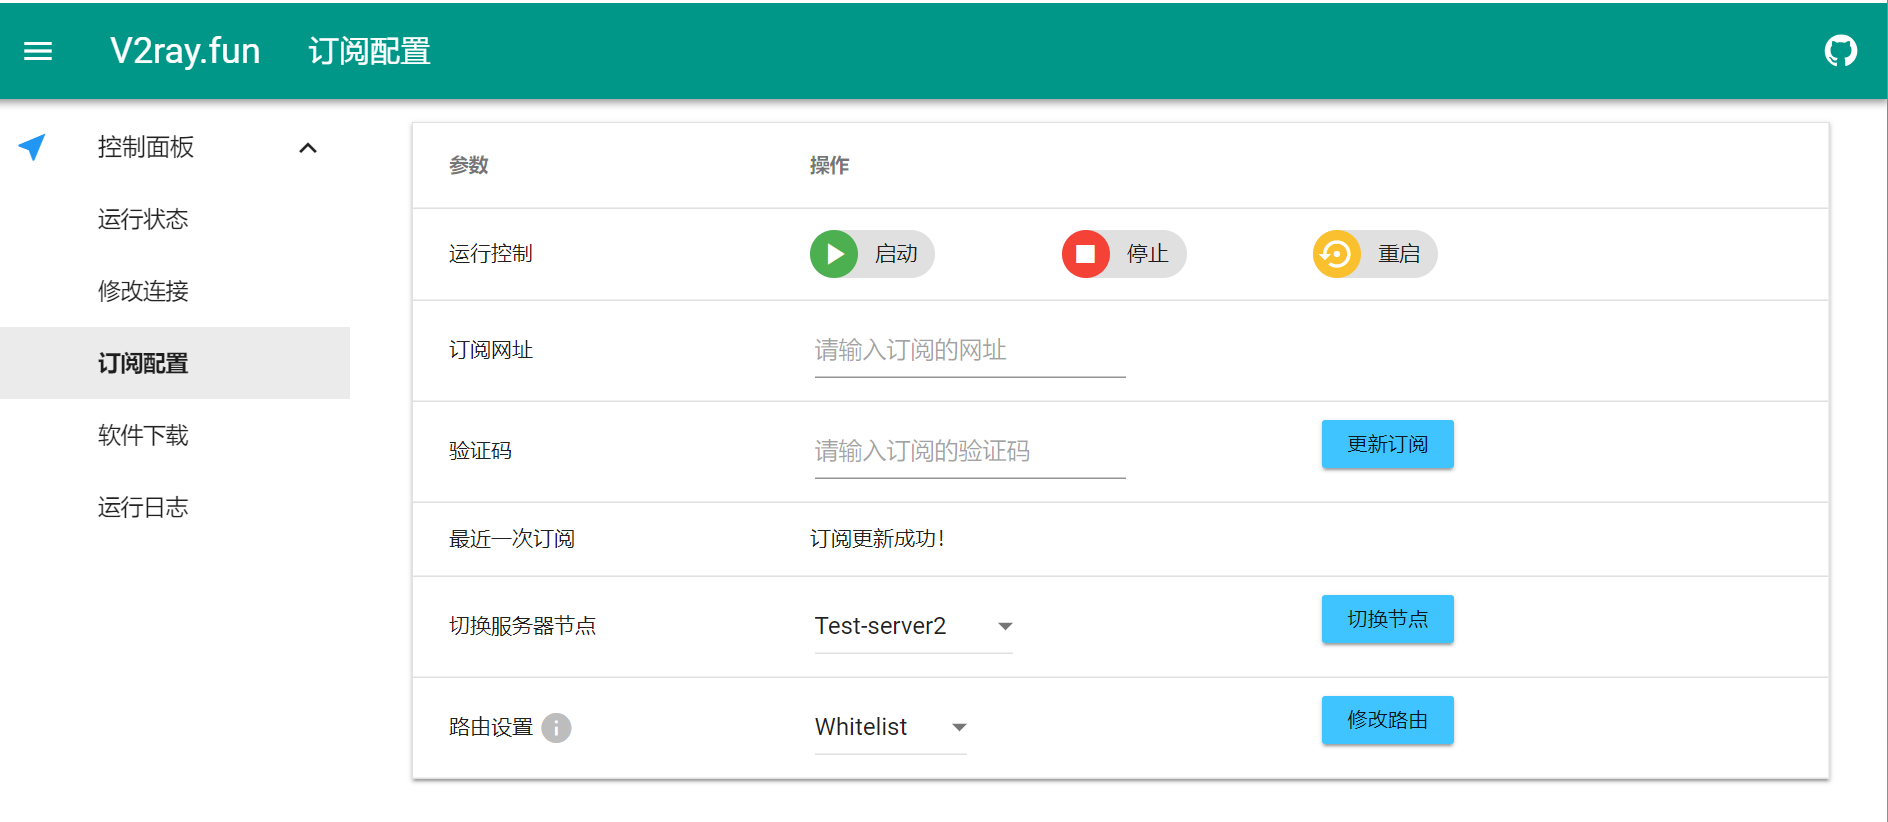 V2ray.fun 订阅配置
控制面板
运行状态
修改连接
订阅配置
软件下载
运行日志
参数 操作
运行控制 启动 停止 重启
订阅网址 请输入订阅的网址
验证码 请输入订阅的验证码 更新订阅
最近一次订阅 订阅更新成功!
切换服务器节点 Test-server2 切换节点
路由设置 Whitelist 修改路由